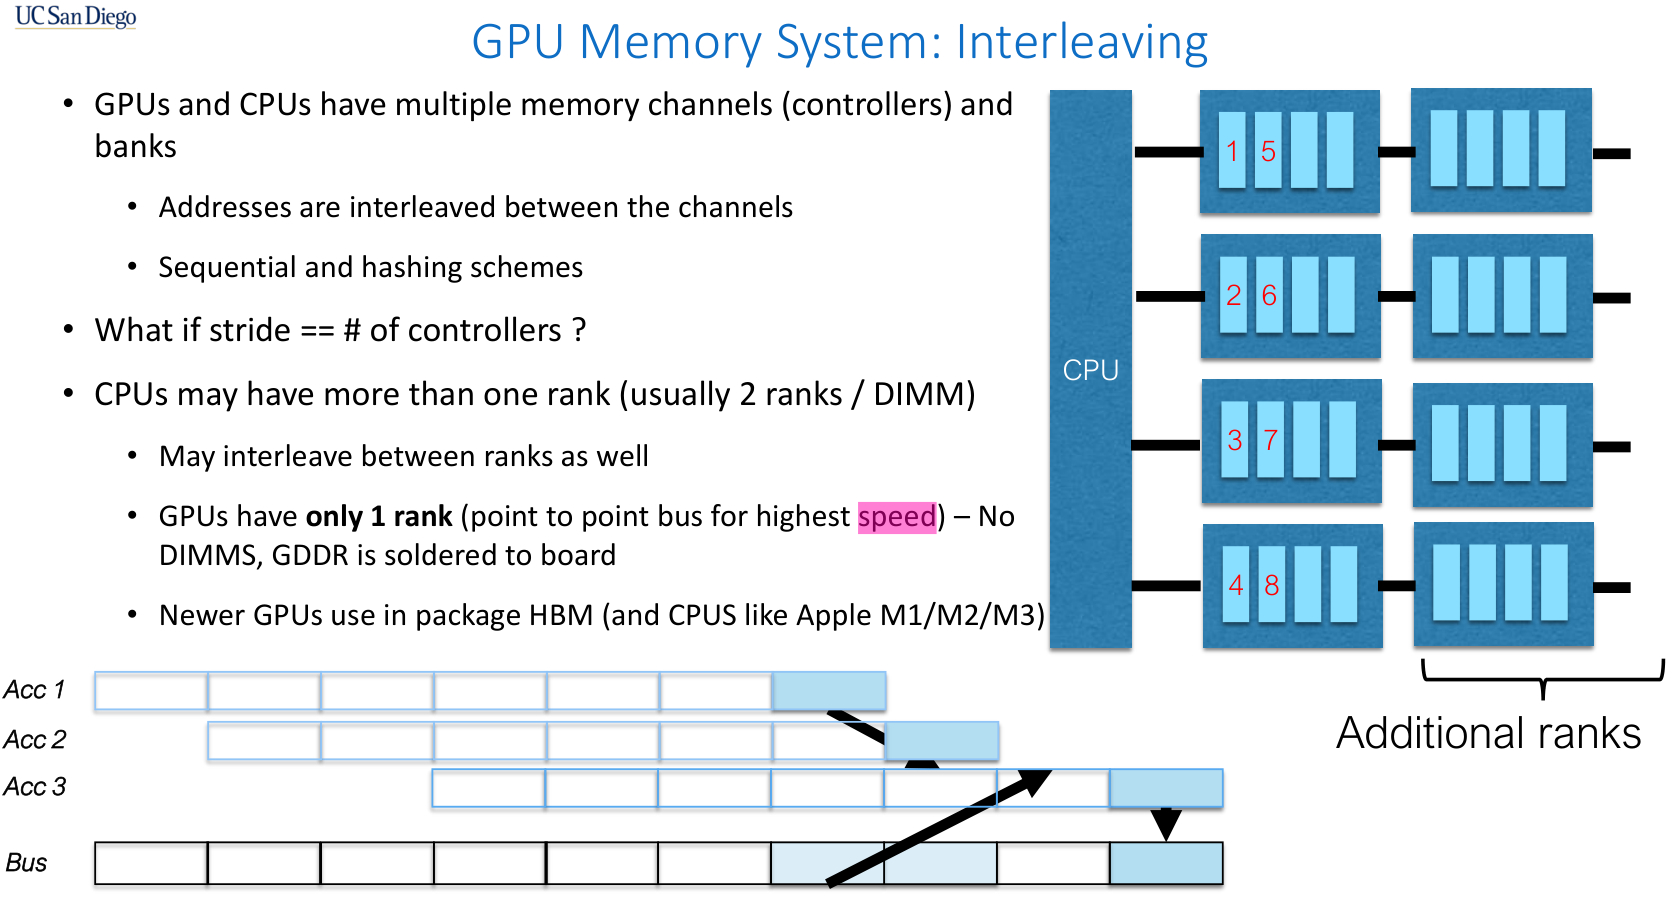 UC San Diego
GPU Memory System: Interleaving
• GPUs and CPUs have multiple memory channels (controllers) and
banks
• Addresses are interleaved between the channels
• Sequential and hashing schemes
• What if stride == # of controllers ?
• CPUs may have more than one rank (usually 2 ranks / DIMM)
• May interleave between ranks as well
• GPUs have only 1 rank (point to point bus for highest speed) – No
DIMMS, GDDR is soldered to board
• Newer GPUs use in package HBM (and CPUS like Apple M1/M2/M3)
CPU
1 5
2 6
3 7
4 8
Additional ranks
Acc 1
Acc 2
Acc 3
Bus